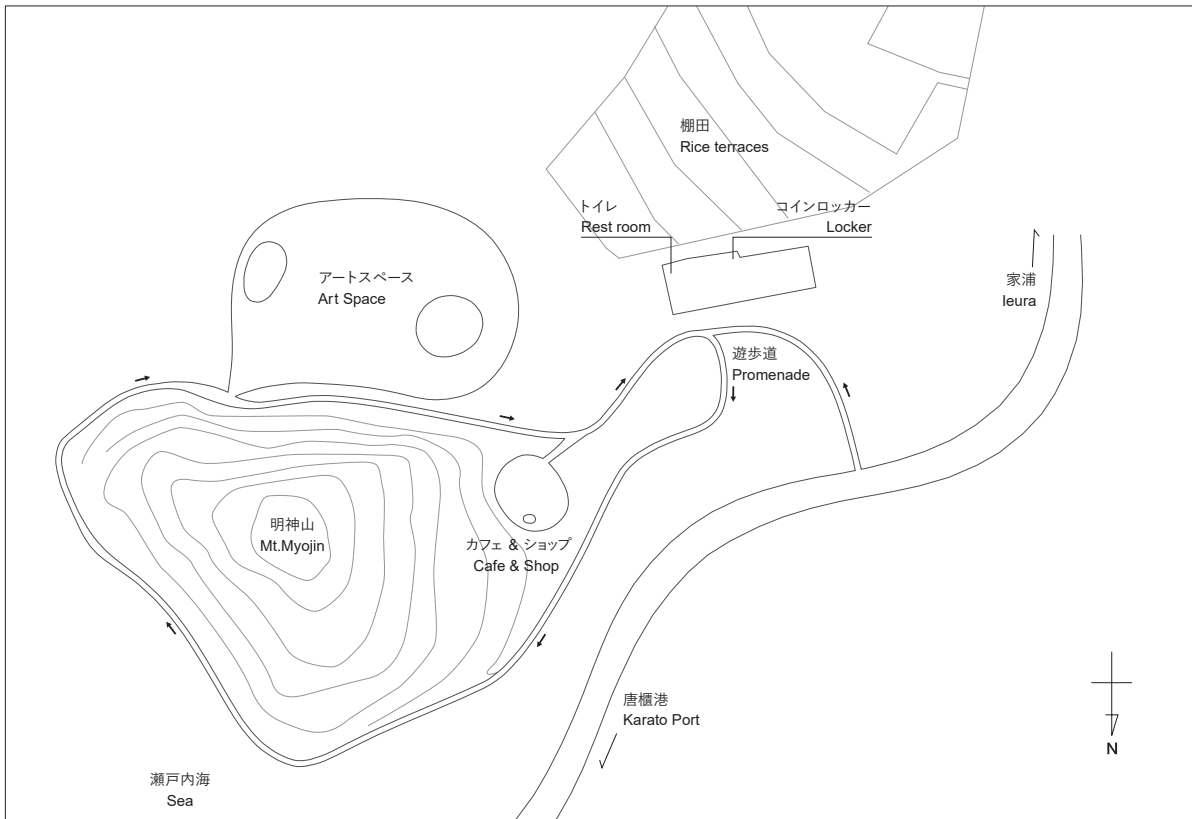 棚田
Rice terraces
トイレ
Rest room
コインロッカー
Locker
アートスペース
Art Space
家浦
Ieura
遊歩道
Promenade
明神山
Mt.Myojin
カフェ & ショップ
Cafe & Shop
唐櫃港
Karato Port
N
瀬戸内海
Sea